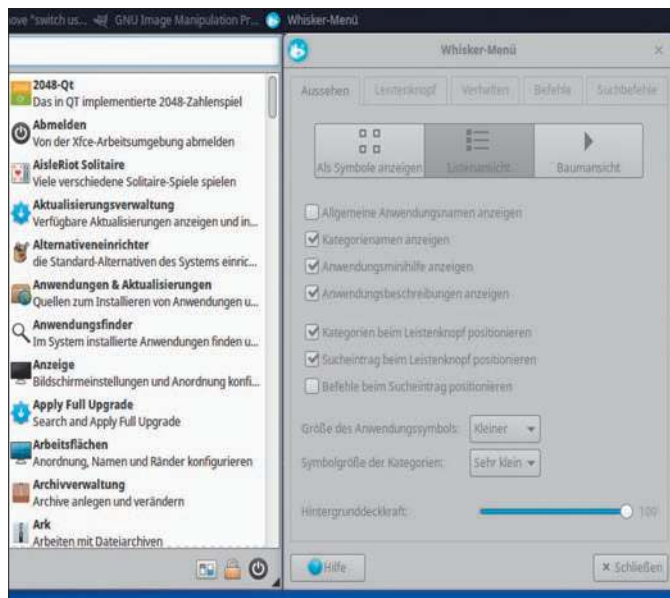 ove "switch us...
GNU Image Manipulation Pr...
Whisker-Menü
2048-Qt
Das in QT implementierte 2048-Zahlenspiel
Abmelden
Von der Xfce-Arbeitsumgebung abmelden
AisleRiot Solitaire
Viele verschiedene Solitaire-Spiele spielen
Aktualisierungsverwaltung
Verfügbare Aktualisierungen anzeigen und in...
Alternativeneinrichter
die Standard-Alternativen des Systems einric...
Anwendungen & Aktualisierungen
Quellen zum Installieren von Anwendungen u...
Anwendungsfinder
Im System installierte Anwendungen finden u...
Anzeige
Bildschirmeinstellungen und Anordnung konfi...
Apply Full Upgrade
Search and Apply Full Upgrade
Arbeitsflächen
Anordnung, Namen und Ränder konfigurieren
Archivverwaltung
Archive anlegen und verändern
Ark
Arbeiten mit Dateiarchiven
Whisker-Menü
Aussehen
Leistenknopf
Verhalten
Befehle
Suchbefehle
Als Symbole anzeigen
Listenansicht
Baumansicht
Allgemeine Anwendungsnamen anzeigen
Kategorienamen anzeigen
Anwendungsminihilfe anzeigen
Anwendungsbeschreibungen anzeigen
Kategorien beim Leistenknopf positionieren
Sucheintrag beim Leistenknopf positionieren
Befehle beim Sucheintrag positionieren
Größe des Anwendungssymbols: Kleiner
Symbolgröße der Kategorien: Sehr klein
Hintergrunddeckkraft: 100
Hilfe
Schließen